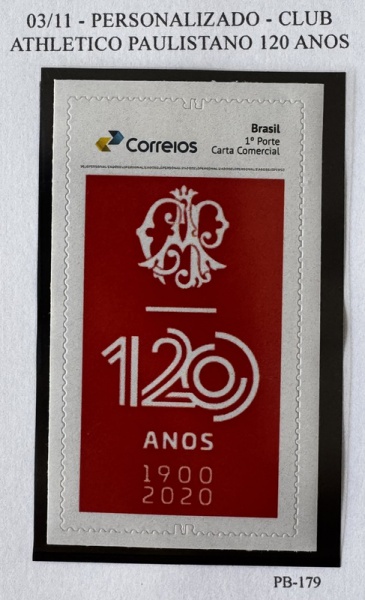 03/11 - PERSONALIZADO - CLUB
ATHLETICO PAULISTANO 120 ANOS
Brasil
1º Porte
Carta Comercial
Correios
120
ANOS
1900
2020
PB-179